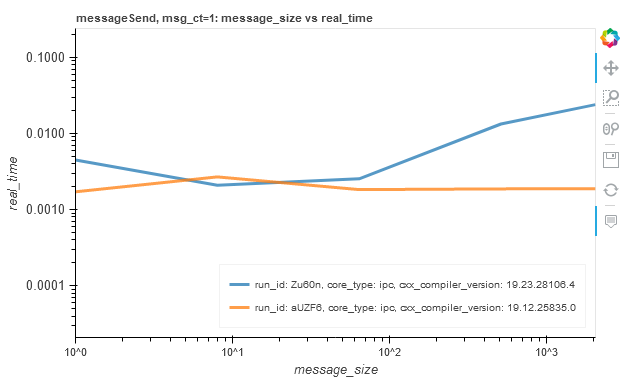 messageSend, msg_ct=1: message_size vs real_time
0.1000
0.0100
0.0010
0.0001
real_time
run_id: Zu60n, core_type: ipc, cxx_compiler_version: 19.23.28106.4
run_id: aUZF6, core_type: ipc, cxx_compiler_version: 19.12.25835.0
10^0
10^1
10^2
10^3
message_size